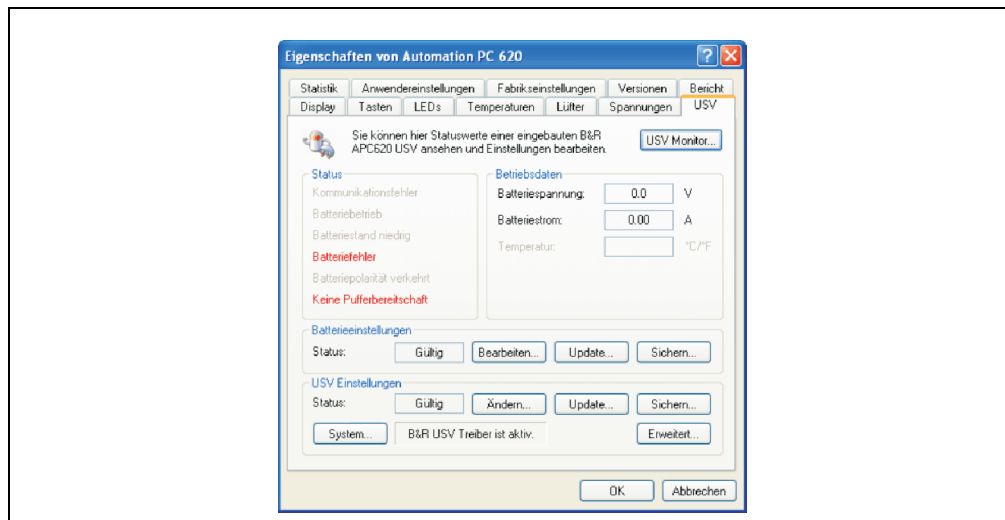 Eigenschaften von Automation PC 620
Statistik Anwendereinstellungen Fabrikseinstellungen Versionen Bericht
Display Tasten LEDs Temperaturen Lüfter Spannungen USV
Sie können hier Statuswerte einer eingebauten B&R
APC620 USV ansehen und Einstellungen bearbeiten.
USV Monitor...
Status
Kommunikationsfehler
Batteriebetrieb
Batteriestand niedrig
Batteriefehler
Batteriepolarität verkehrt
Keine Pufferbereitschaft
Betriebsdaten
Batteriespannung: 0.0 V
Batteriestrom: 0.00 A
Temperatur: °C/°F
Batterieeinstellungen
Status: Gültig Bearbeiten... Update... Sichern...
USV Einstellungen
Status: Gültig Ändern... Update... Sichern...
System... B&R USV Treiber ist aktiv. Erweitert...
OK Abbrechen